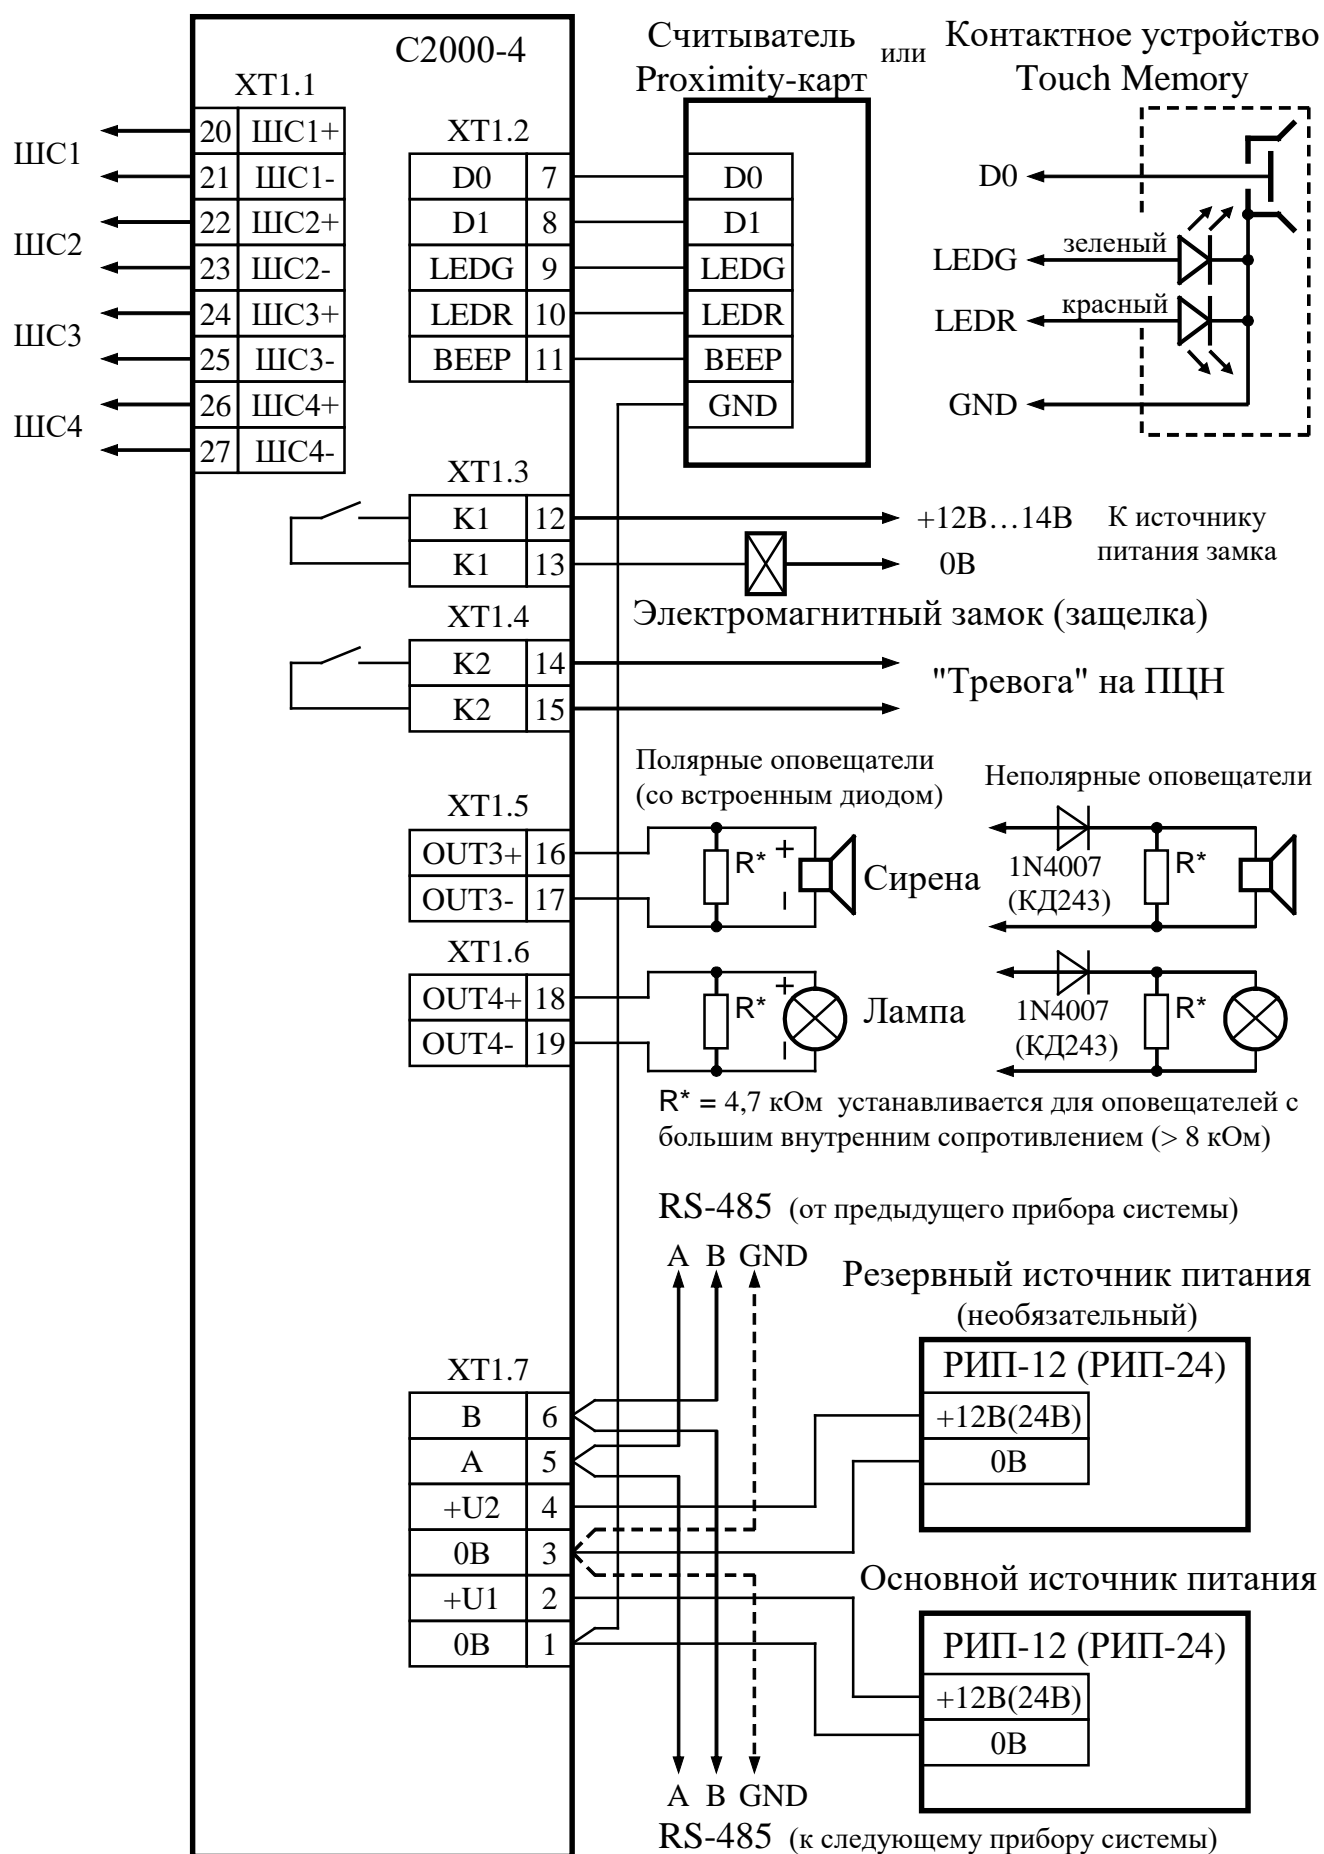 С2000-4
Считыватель
Proximity-карт
или
Контактное устройство
Touch Memory
XT1.1
20 ШС1+
21 ШС1-
22 ШС2+
23 ШС2-
24 ШС3+
25 ШС3-
26 ШС4+
27 ШС4-
ШС1
ШС2
ШС3
ШС4
XT1.2
D0 7
D1 8
LEDG 9
LEDR 10
BEEP 11
D0
D1
LEDG
LEDR
BEEP
GND
D0
LEDG
зеленый
LEDR
красный
GND
XT1.3
К1 12
К1 13
+12В…14В
0В
К источнику
питания замка
Электромагнитный замок (защелка)
XT1.4
К2 14
К2 15
"Тревога" на ПЦН
Полярные оповещатели
(со встроенным диодом)
Неполярные оповещатели
XT1.5
OUT3+ 16
OUT3- 17
R*
+
–
Сирена
1N4007
(КД243)
R*
XT1.6
OUT4+ 18
OUT4- 19
R*
+
–
Лампа
1N4007
(КД243)
R*
R* = 4,7 кОм устанавливается для оповещателей с
большим внутренним сопротивлением (> 8 кОм)
RS-485 (от предыдущего прибора системы)
A B GND
Резервный источник питания
(необязательный)
РИП-12 (РИП-24)
+12В(24В)
0В
XT1.7
B 6
A 5
+U2 4
0В 3
+U1 2
0В 1
Основной источник питания
РИП-12 (РИП-24)
+12В(24В)
0В
A B GND
RS-485 (к следующему прибору системы)